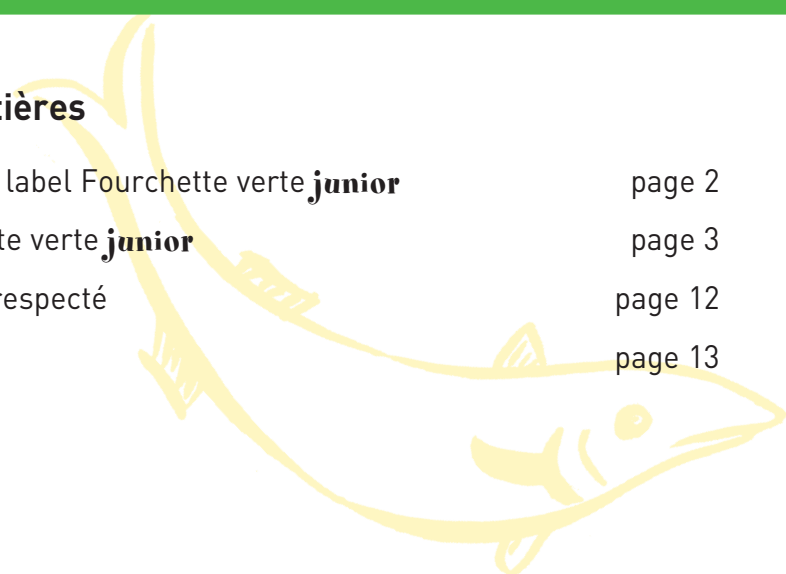 tières
label Fourchette verte junior page 2
te verte junior page 3
respecté page 12
page 13